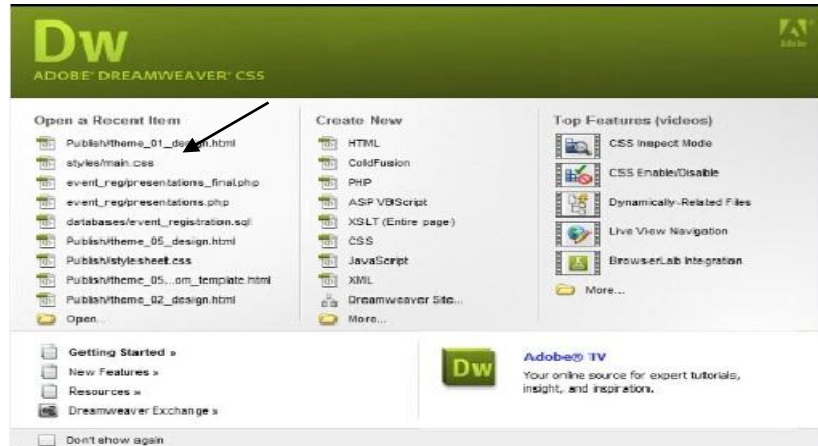 Dw
Adobe
ADOBE® DREAMWEAVER® CS5
Open a Recent Item
Publish/theme_01_design.html
styles/main.css
event_reg/presentations_final.php
event_reg/presentations.php
databases/event_registration.sql
Publish/theme_05_design.html
Publish/stylesheet.css
Publish/theme_05...om_template.html
Publish/theme_02_design.html
Open...
Create New
HTML
ColdFusion
PHP
ASP VBScript
XSLT (Entire page)
CSS
JavaScript
XML
Dreamweaver Site...
More...
Top Features (videos)
CSS Inspect Mode
CSS Enable/Disable
Dynamically-Related Files
Live View Navigation
BrowserLab Integration
More...
Getting Started »
New Features »
Resources »
Dreamweaver Exchange »
Dw
Adobe® TV
Your online source for expert tutorials,
insight, and inspiration.
Don't show again